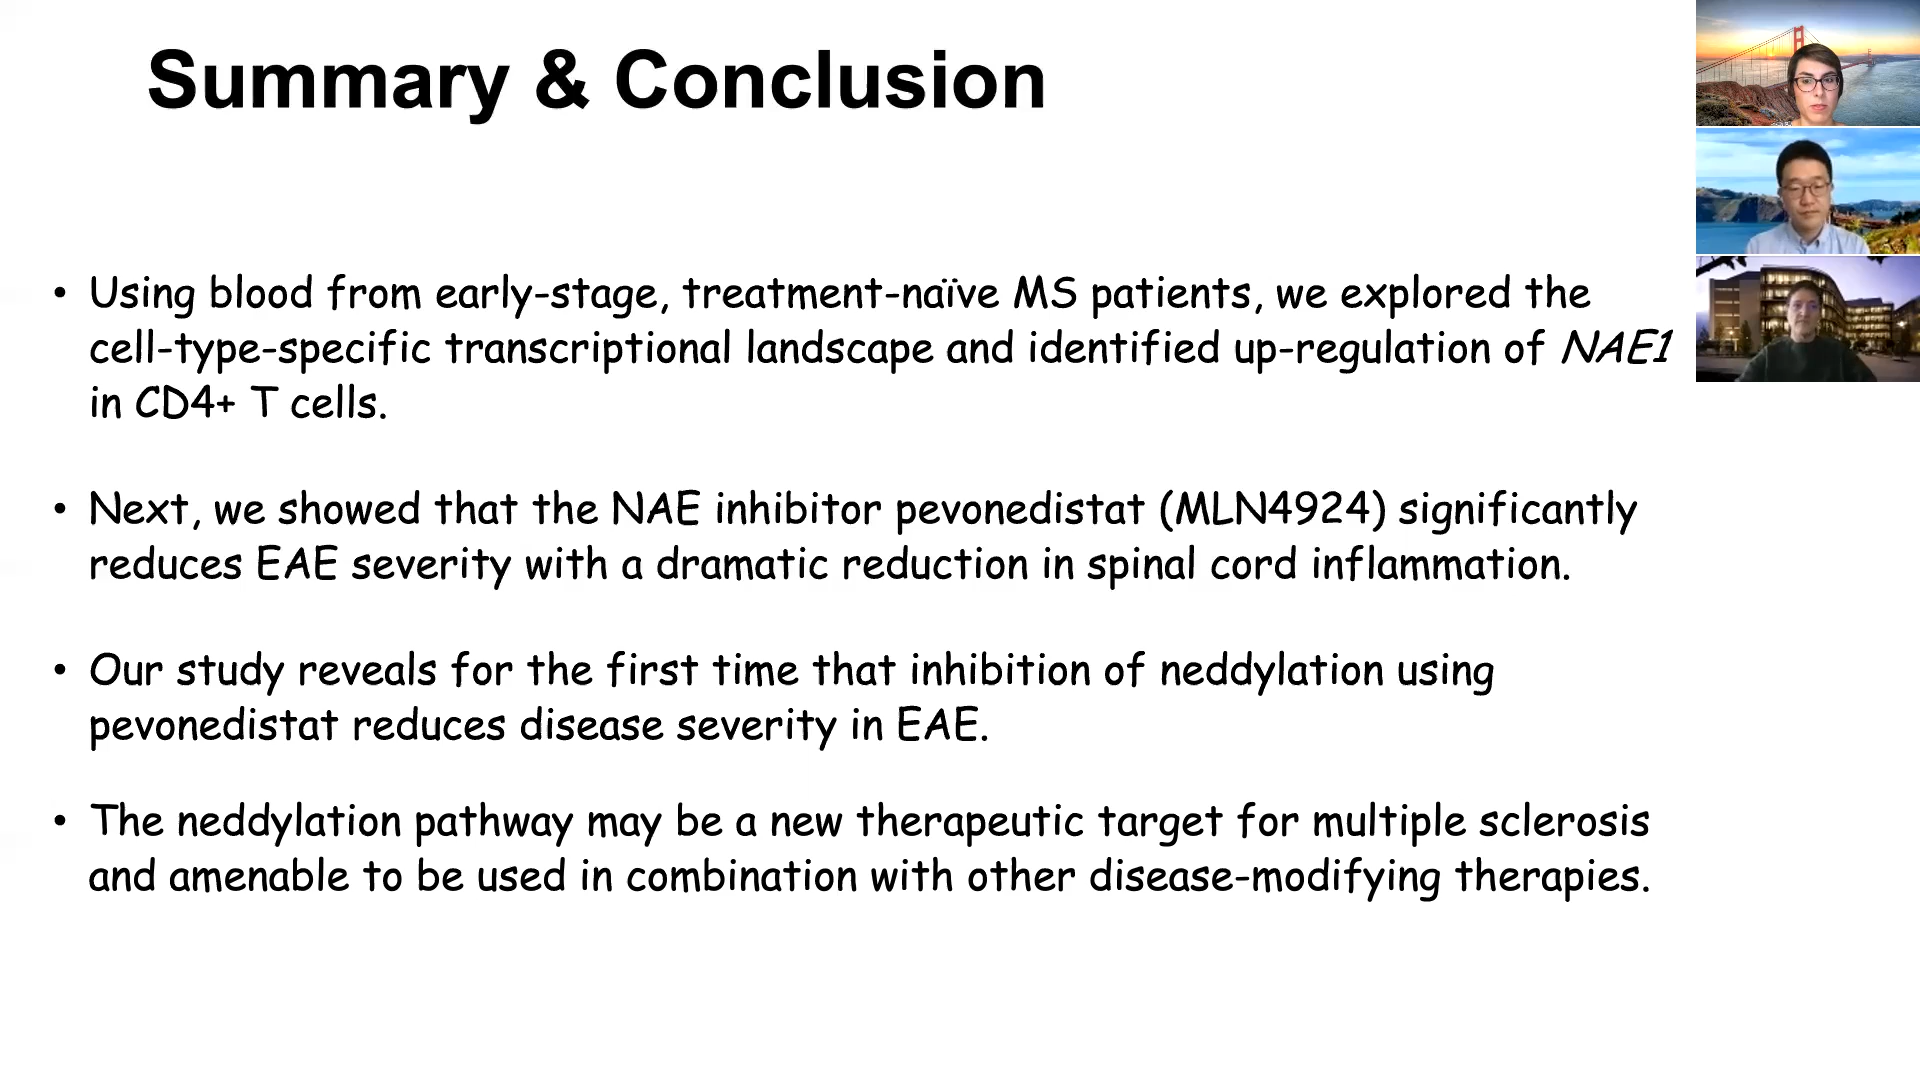 Summary & Conclusion
• Using blood from early-stage, treatment-naïve MS patients, we explored the
cell-type-specific transcriptional landscape and identified up-regulation of NAE1
in CD4+ T cells.
• Next, we showed that the NAE inhibitor pevonedistat (MLN4924) significantly
reduces EAE severity with a dramatic reduction in spinal cord inflammation.
• Our study reveals for the first time that inhibition of neddylation using
pevonedistat reduces disease severity in EAE.
• The neddylation pathway may be a new therapeutic target for multiple sclerosis
and amenable to be used in combination with other disease-modifying therapies.